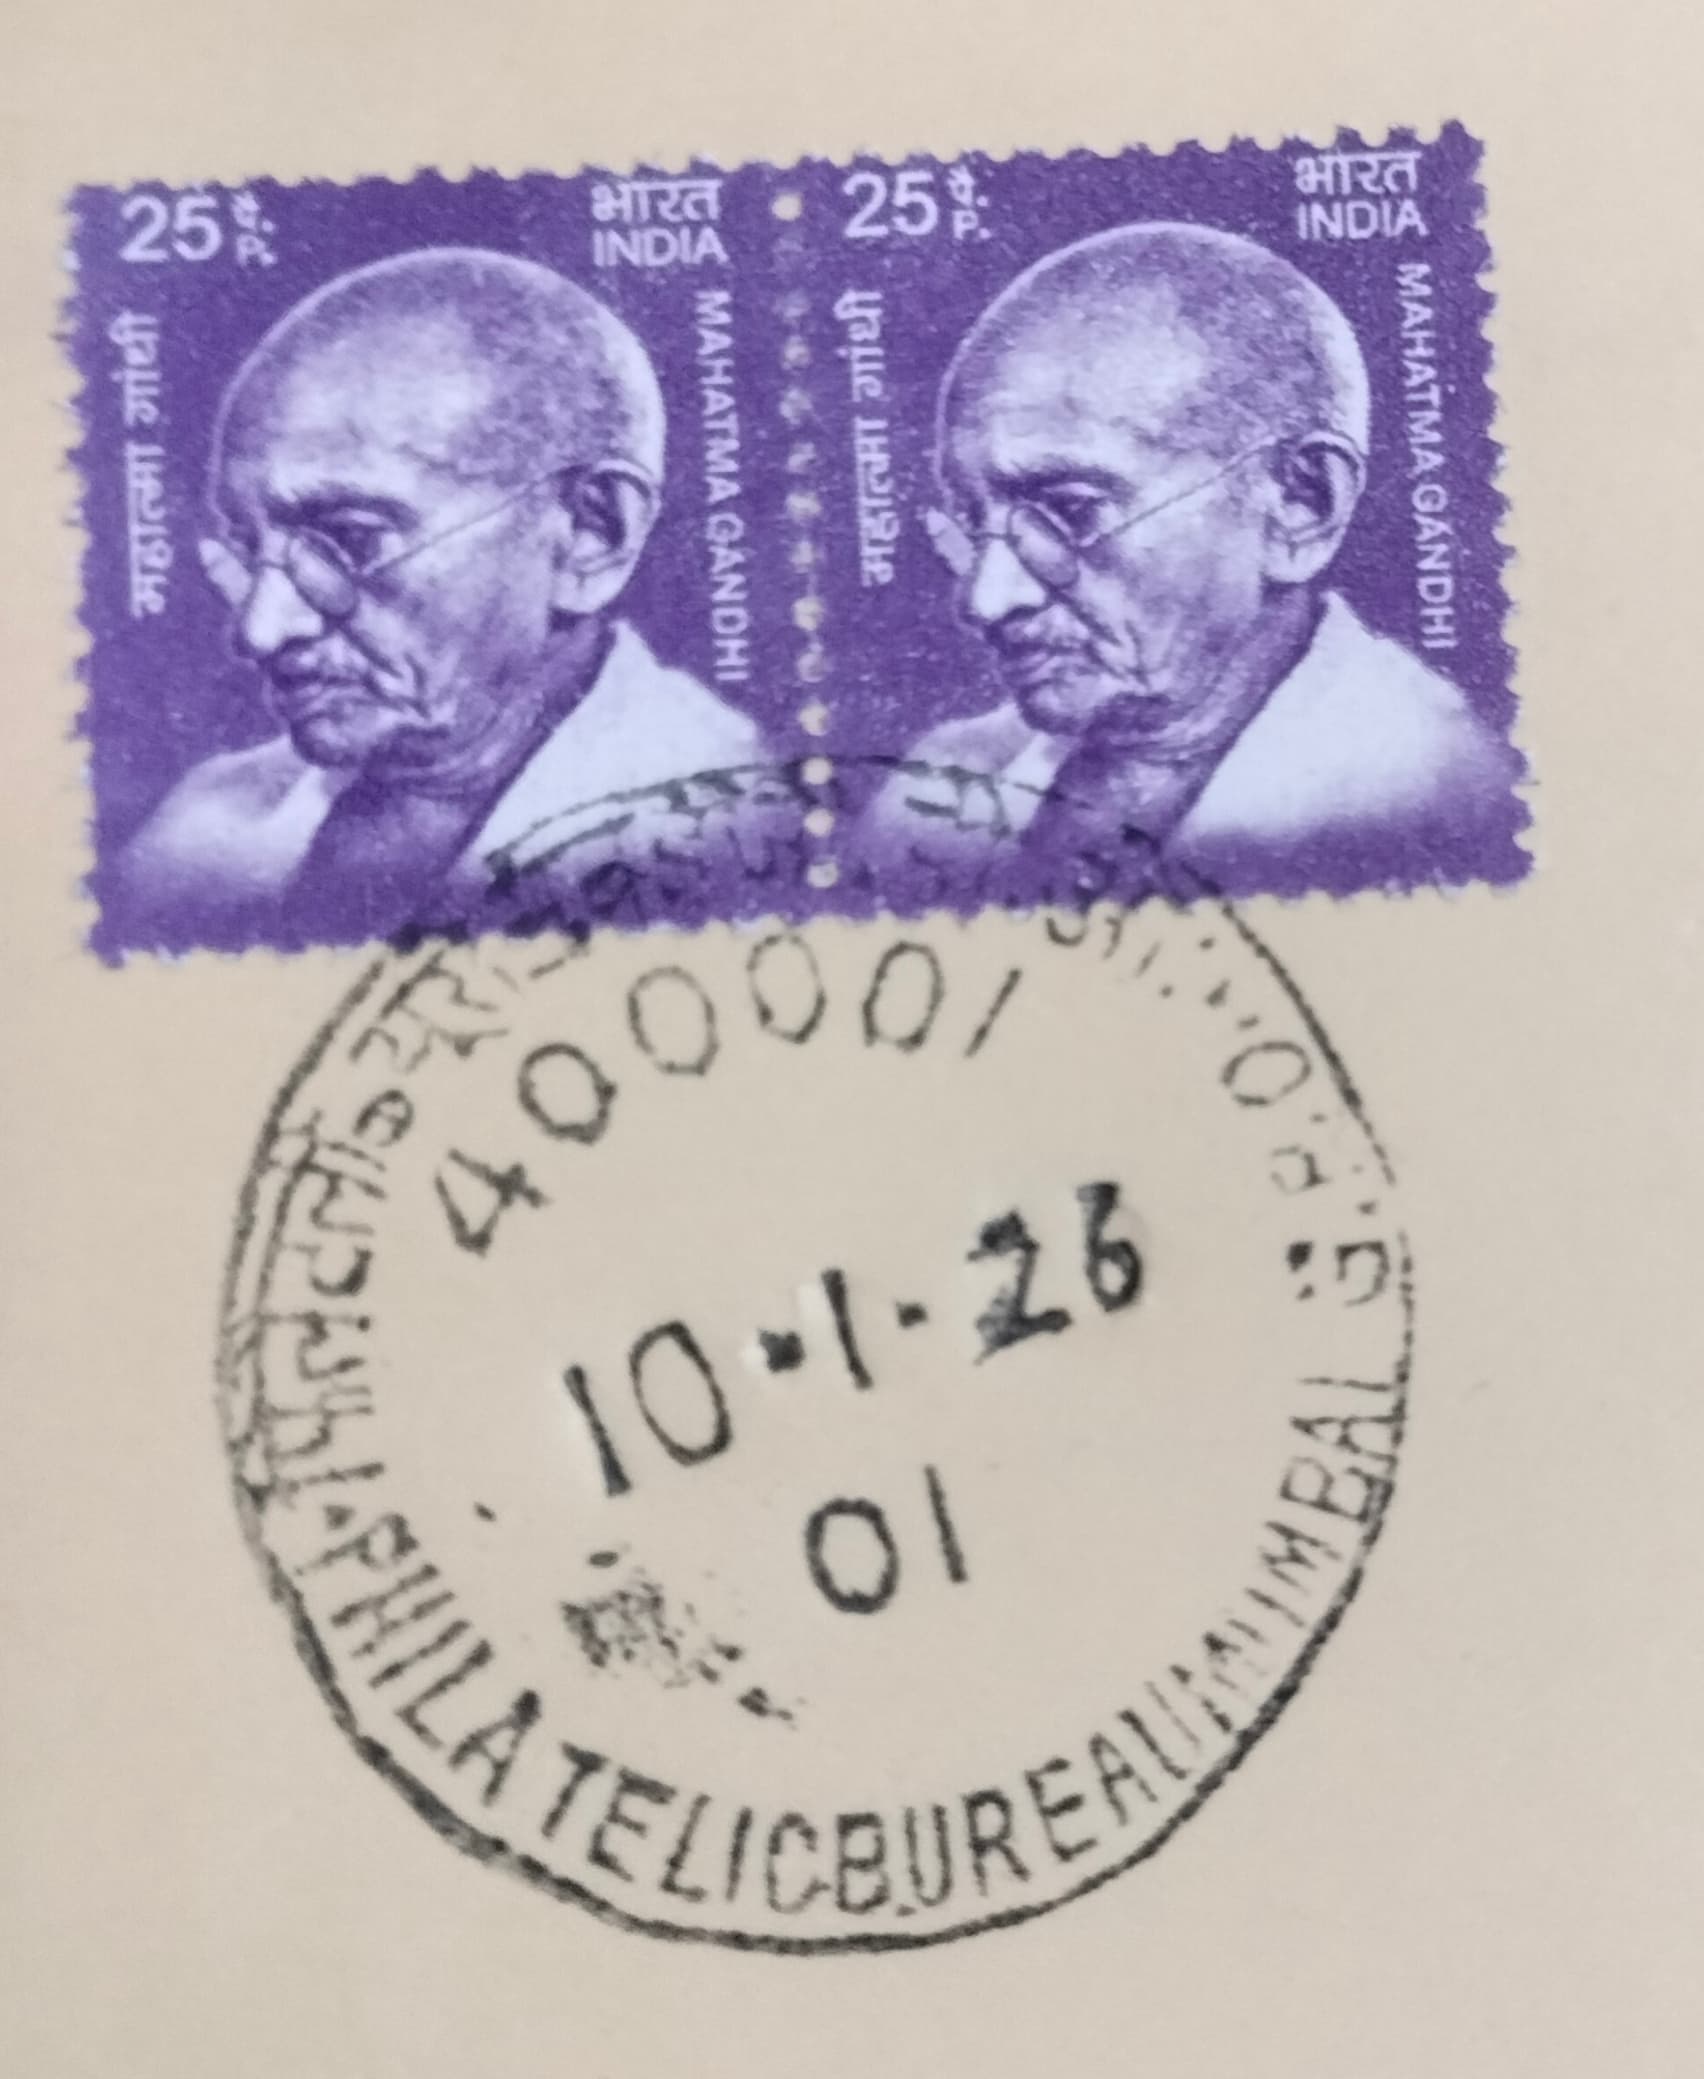 25 पै. P.
भारत
INDIA
महात्मा गांधी
MAHATMA GANDHI
25 पै. P.
भारत
INDIA
महात्मा गांधी
MAHATMA GANDHI
400001
G.P.O.
10.1.26
01
PHILATELIC BUREAU MUMBAI